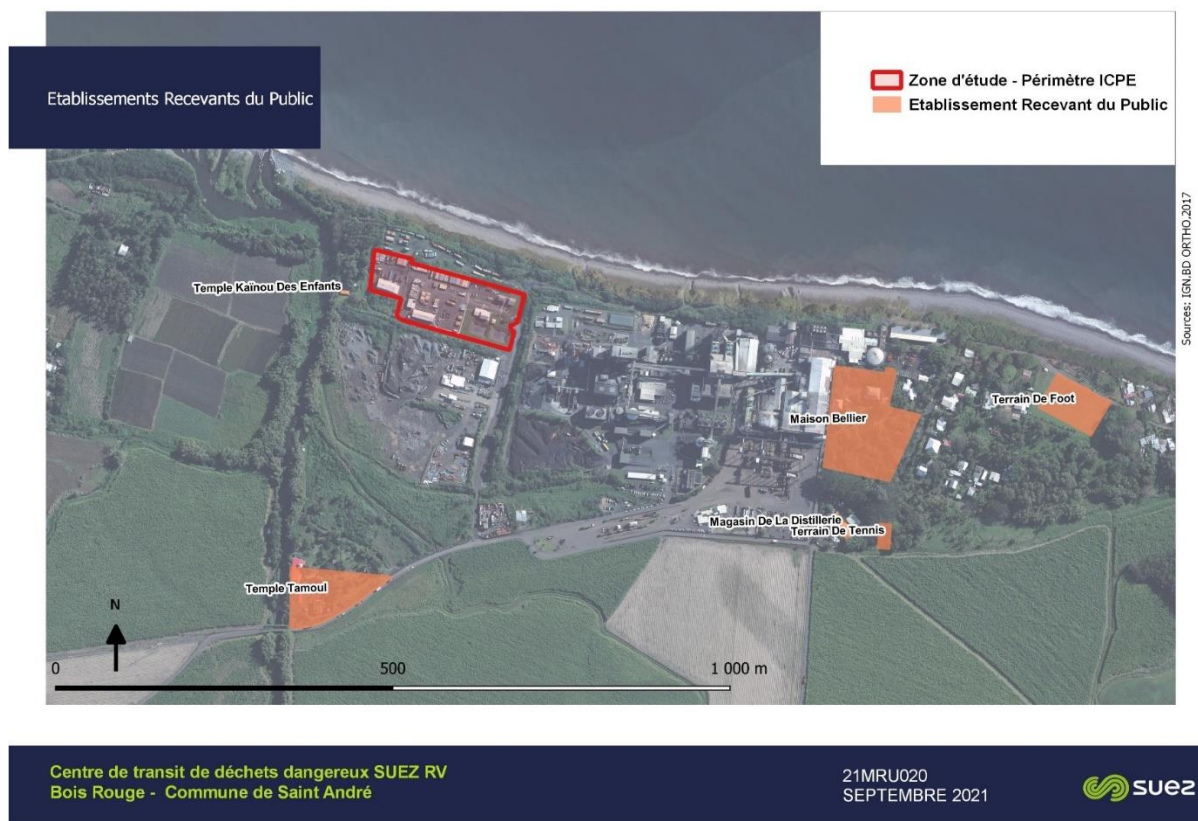 Etablissements Recevants du Public
Zone d'étude - Périmètre ICPE
Etablissement Recevant du Public
Sources: IGN,BD ORTHO,2017
Temple Kaïnou Des Enfants
Terrain De Foot
Maison Bellier
Magasin De La Distillerie
Terrain De Tennis
Temple Tamoul
N
0 500 1 000 m
Centre de transit de déchets dangereux SUEZ RV
Bois Rouge - Commune de Saint André
21MRU020
SEPTEMBRE 2021
suez